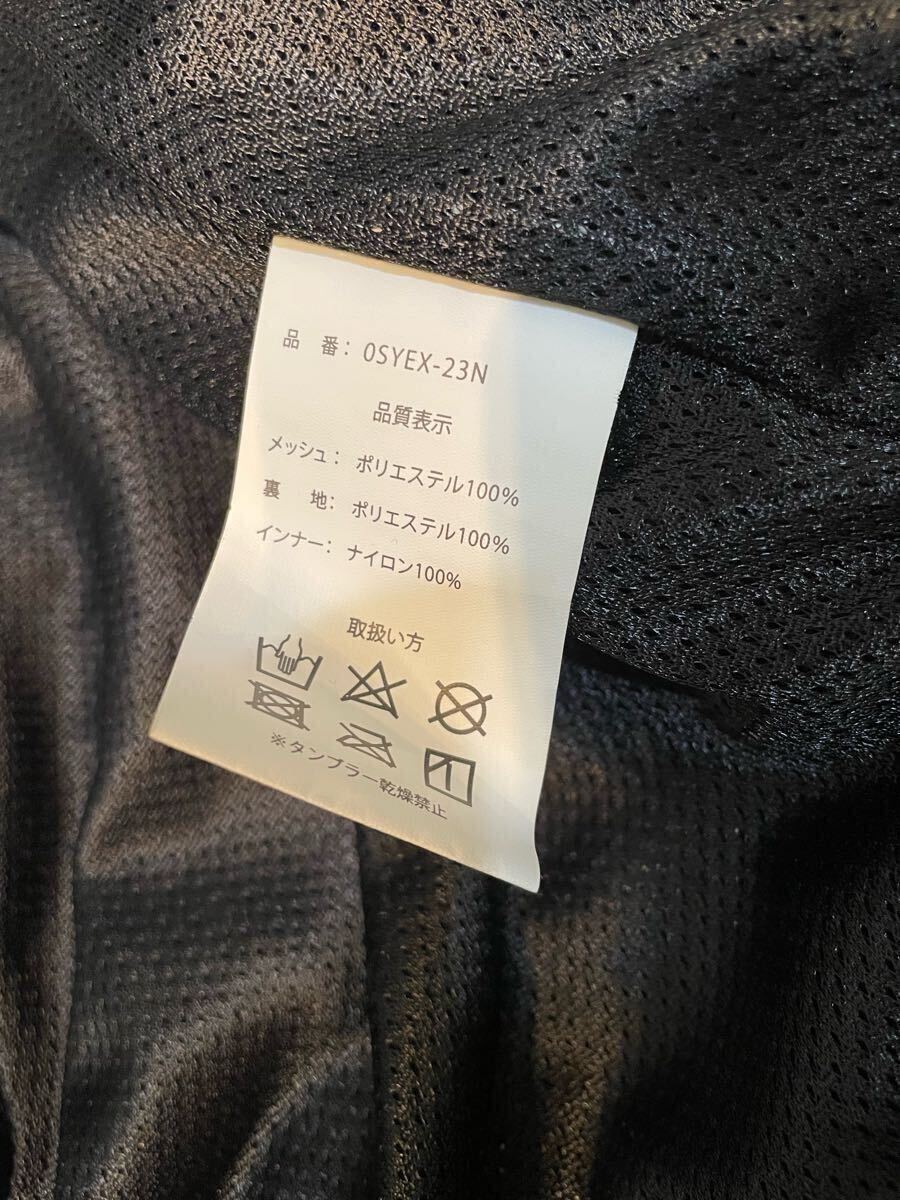 品 番： OSYEX-23N
品質表示
メッシュ： ポリエステル100%
裏 地： ポリエステル100%
インナー： ナイロン100%
取扱い方
※タンブラー乾燥禁止